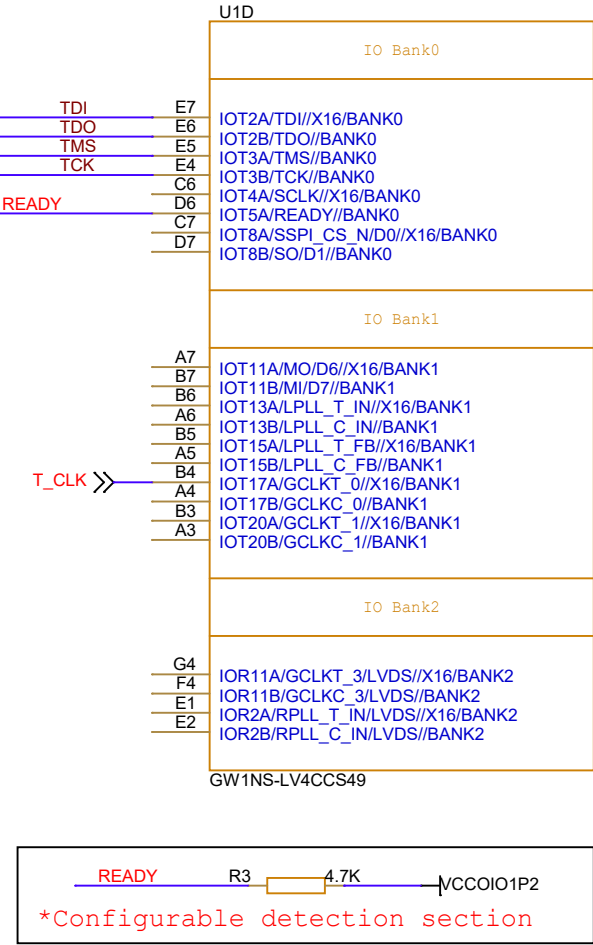 U1D
IO Bank0
TDI E7 IOT2A/TDI//X16/BANK0
TDO E6 IOT2B/TDO//BANK0
TMS E5 IOT3A/TMS//BANK0
TCK E4 IOT3B/TCK//BANK0
C6 IOT4A/SCLK//X16/BANK0
READY D6 IOT5A/READY//BANK0
C7 IOT8A/SSPI_CS_N/D0//X16/BANK0
D7 IOT8B/SO/D1//BANK0
IO Bank1
A7 IOT11A/MO/D6//X16/BANK1
B7 IOT11B/MI/D7//BANK1
B6 IOT13A/LPLL_T_IN//X16/BANK1
A6 IOT13B/LPLL_C_IN//BANK1
B5 IOT15A/LPLL_T_FB//X16/BANK1
A5 IOT15B/LPLL_C_FB//BANK1
T_CLK B4 IOT17A/GCLKT_0//X16/BANK1
A4 IOT17B/GCLKC_0//BANK1
B3 IOT20A/GCLKT_1//X16/BANK1
A3 IOT20B/GCLKC_1//BANK1
IO Bank2
G4 IOR11A/GCLKT_3/LVDS//X16/BANK2
F4 IOR11B/GCLKC_3/LVDS//BANK2
E1 IOR2A/RPLL_T_IN/LVDS//X16/BANK2
E2 IOR2B/RPLL_C_IN/LVDS//BANK2
GW1NS-LV4CCS49
READY R3 4.7K VCCOIO1P2
*Configurable detection section